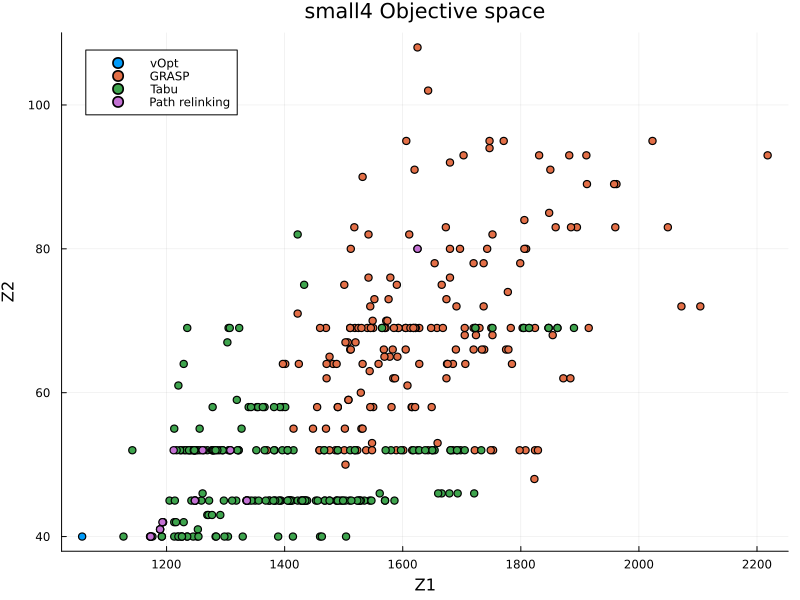 small4 Objective space
vOpt
GRASP
Tabu
Path relinking
100
80
60
40
Z2
1200 1400 1600 1800 2000 2200
Z1